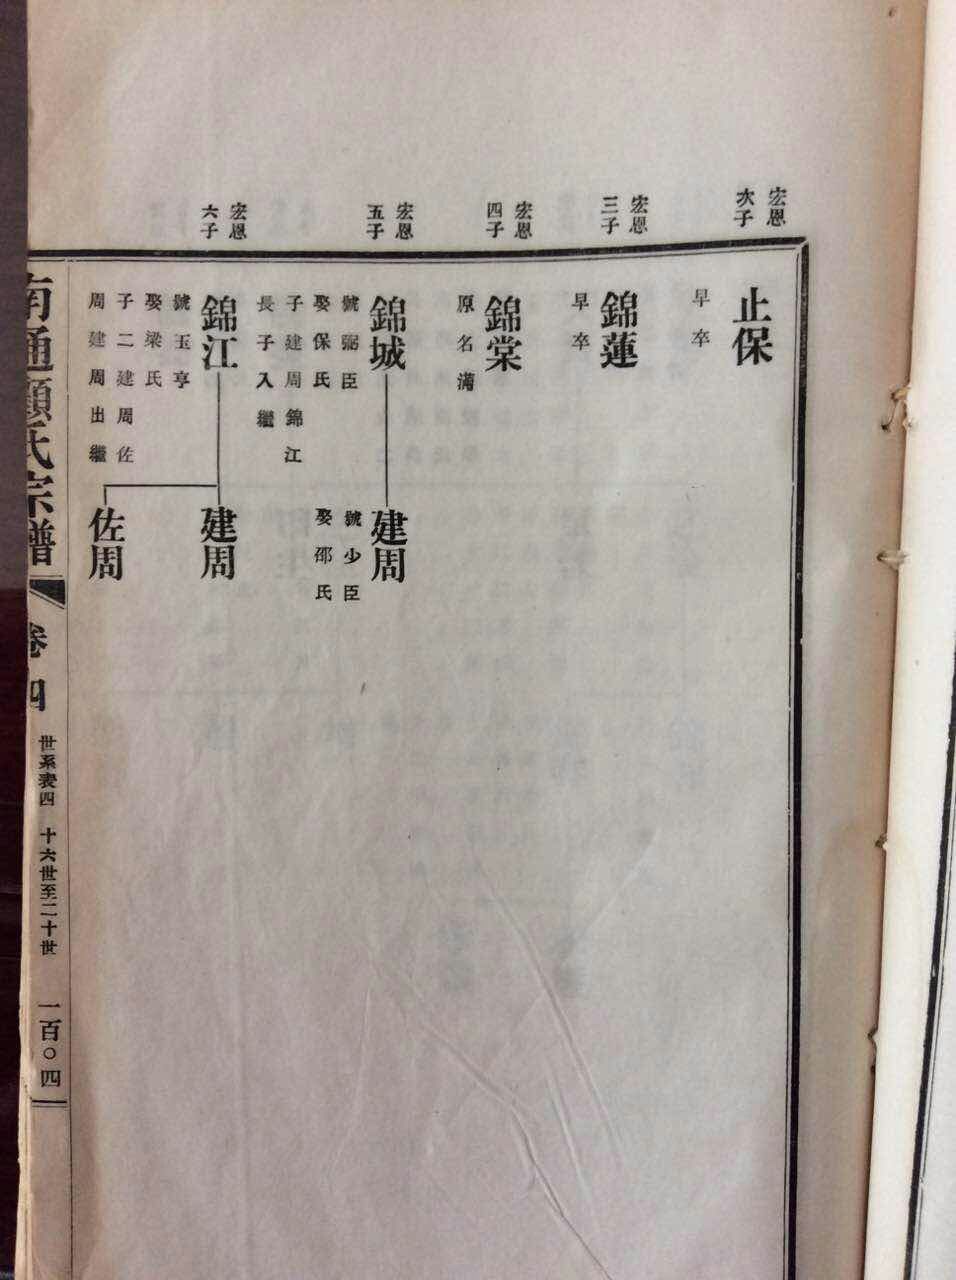 宏恩
次子
止保
早卒
宏恩
三子
錦蓮
早卒
宏恩
四子
錦棠
原名滿
宏恩
五子
錦城
號弼臣
娶保氏
子建周錦江
長子入繼
建周
號少臣
娶邵氏
宏恩
六子
錦江
號玉亭
娶梁氏
子二建周佐
周建周出繼
建周
佐周
南通顧氏宗譜
卷四
世系表四 十六世至二十世
一百〇四